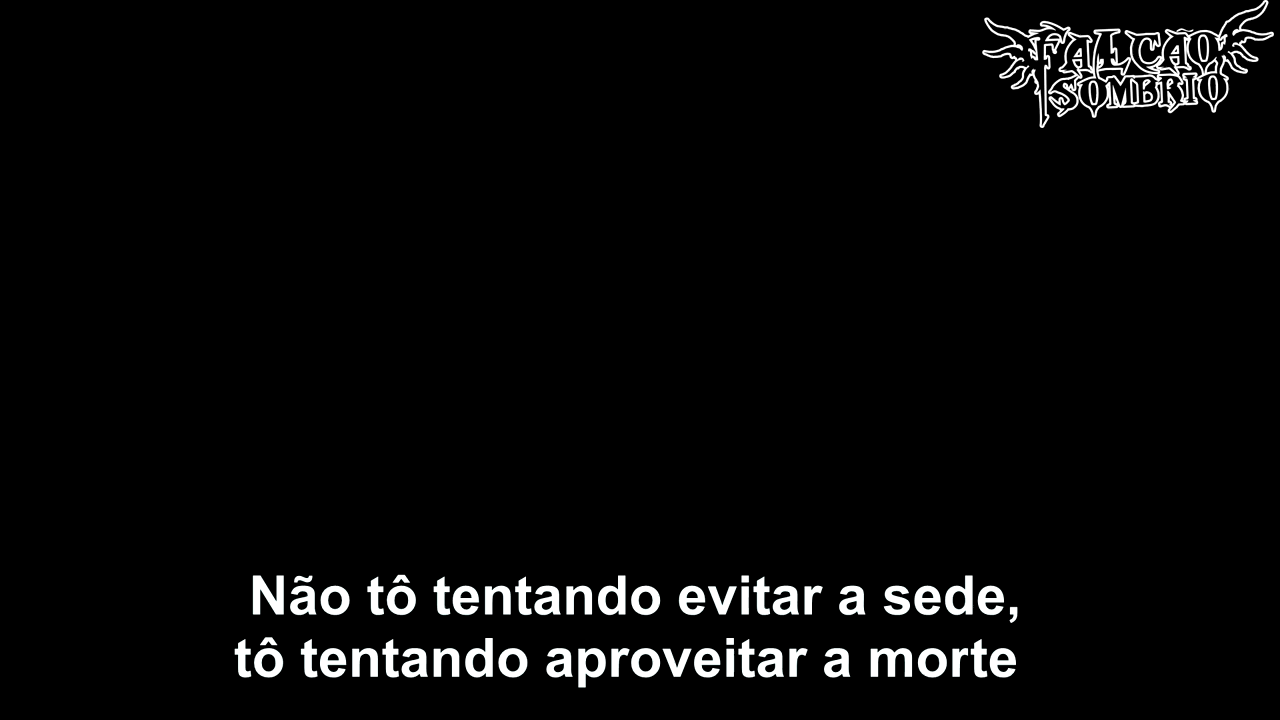 FALCÃO
SOMBRIO
Não tô tentando evitar a sede,
tô tentando aproveitar a morte